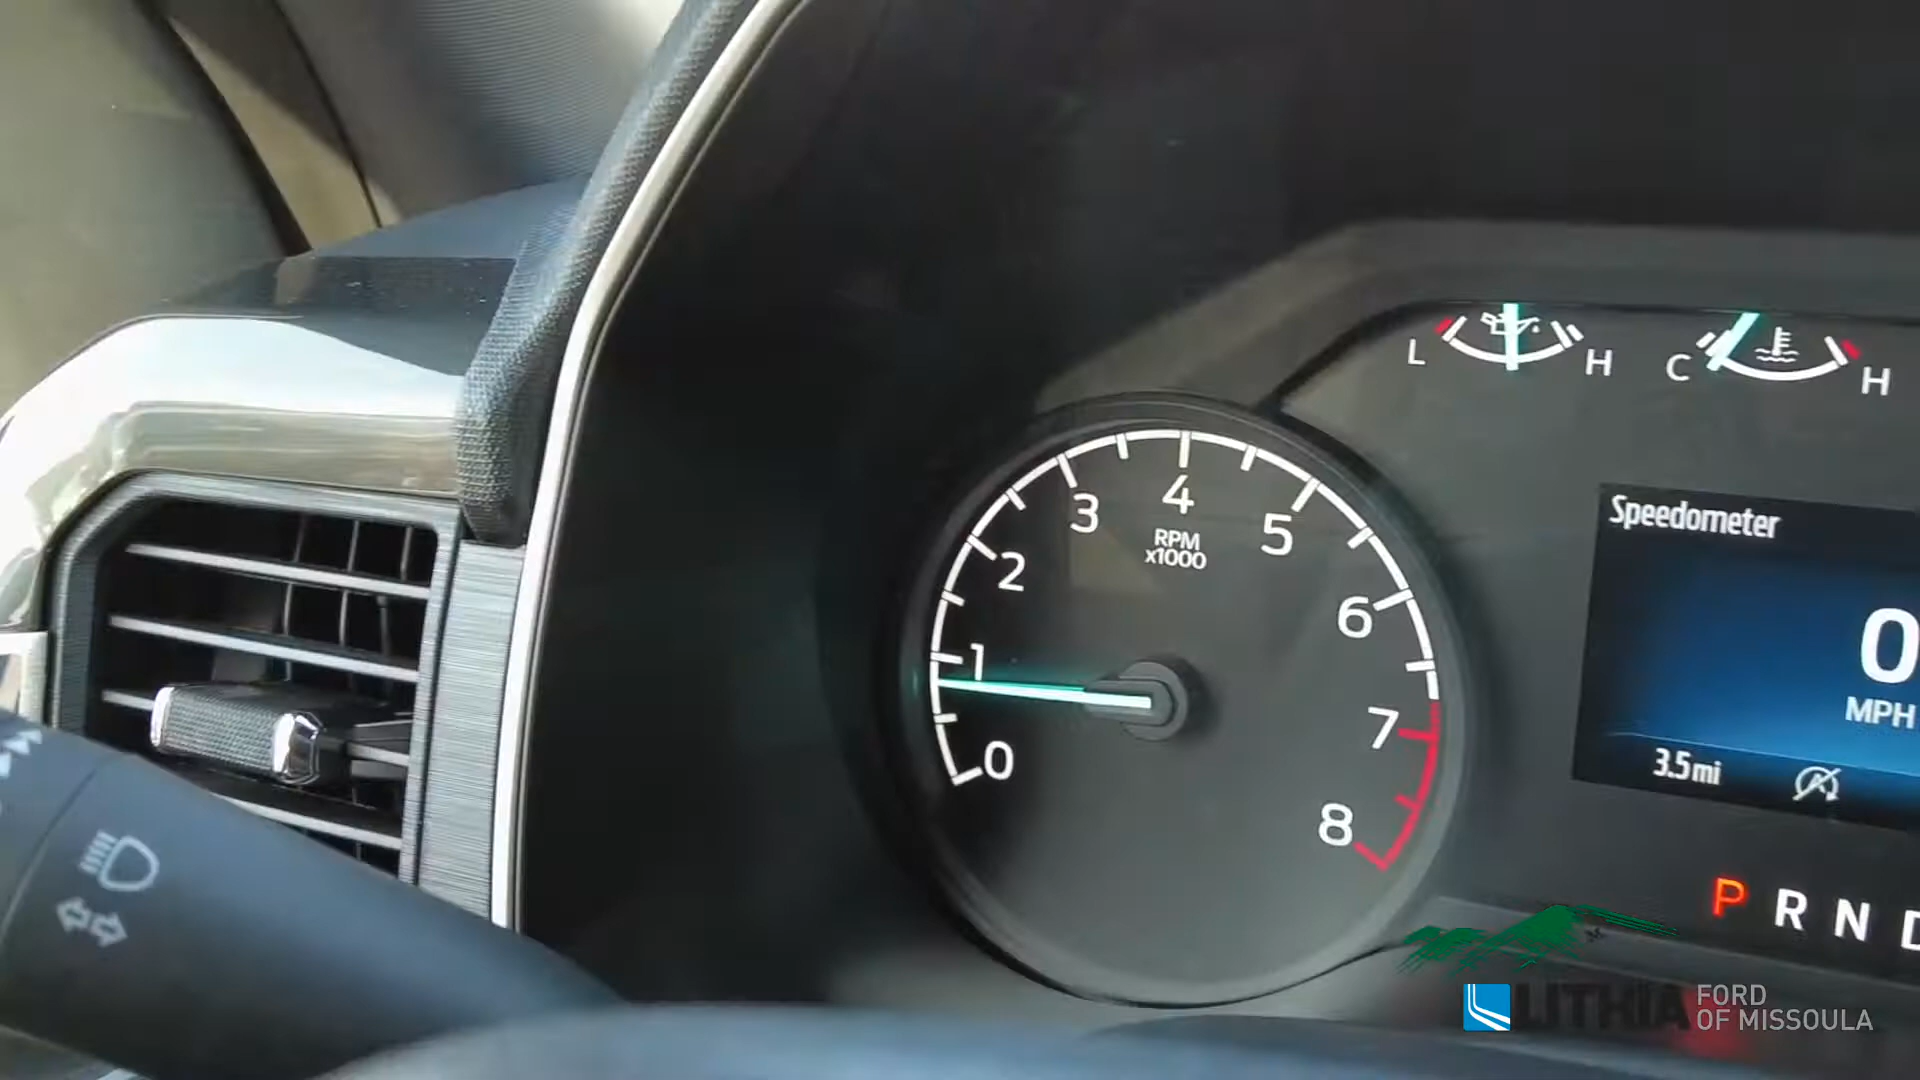 L H C H
Speedometer
0
MPH
3.5mi
P R N D
0 1 2 3 4 5 6 7 8
RPM
x1000
LITHIA
FORD
OF MISSOULA